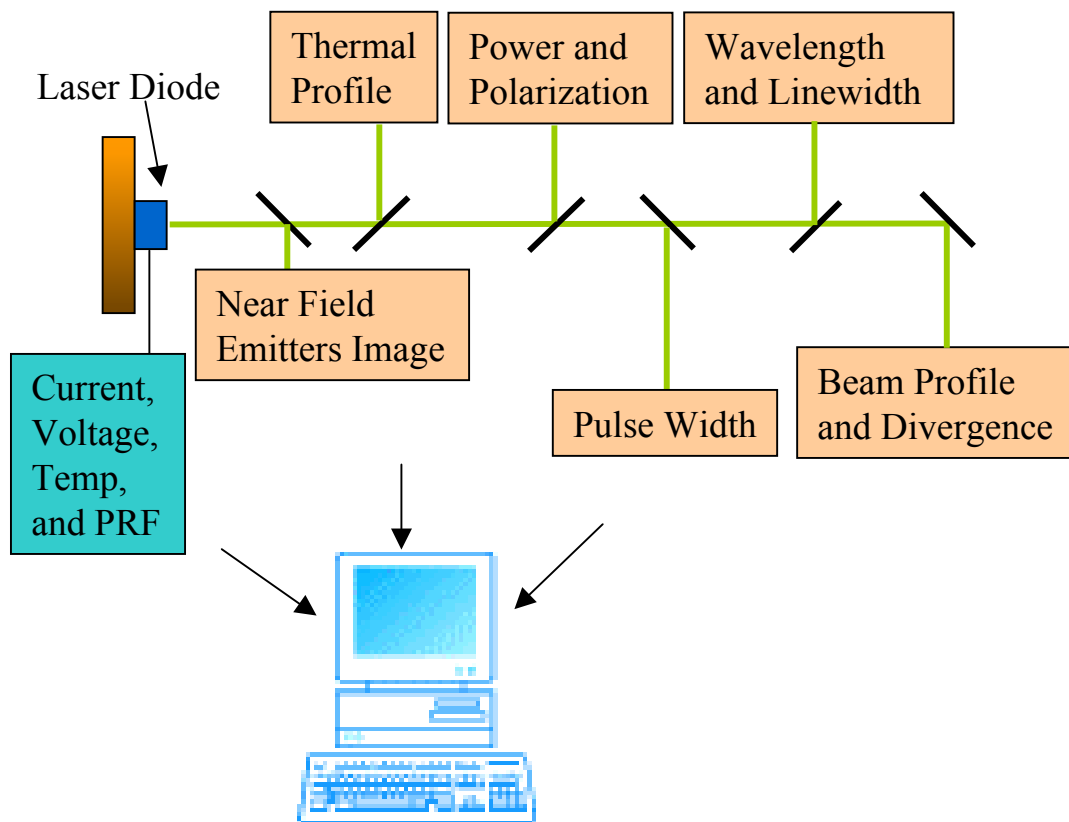 Laser Diode
Thermal
Profile
Power and
Polarization
Wavelength
and Linewidth
Near Field
Emitters Image
Current,
Voltage,
Temp,
and PRF
Pulse Width
Beam Profile
and Divergence